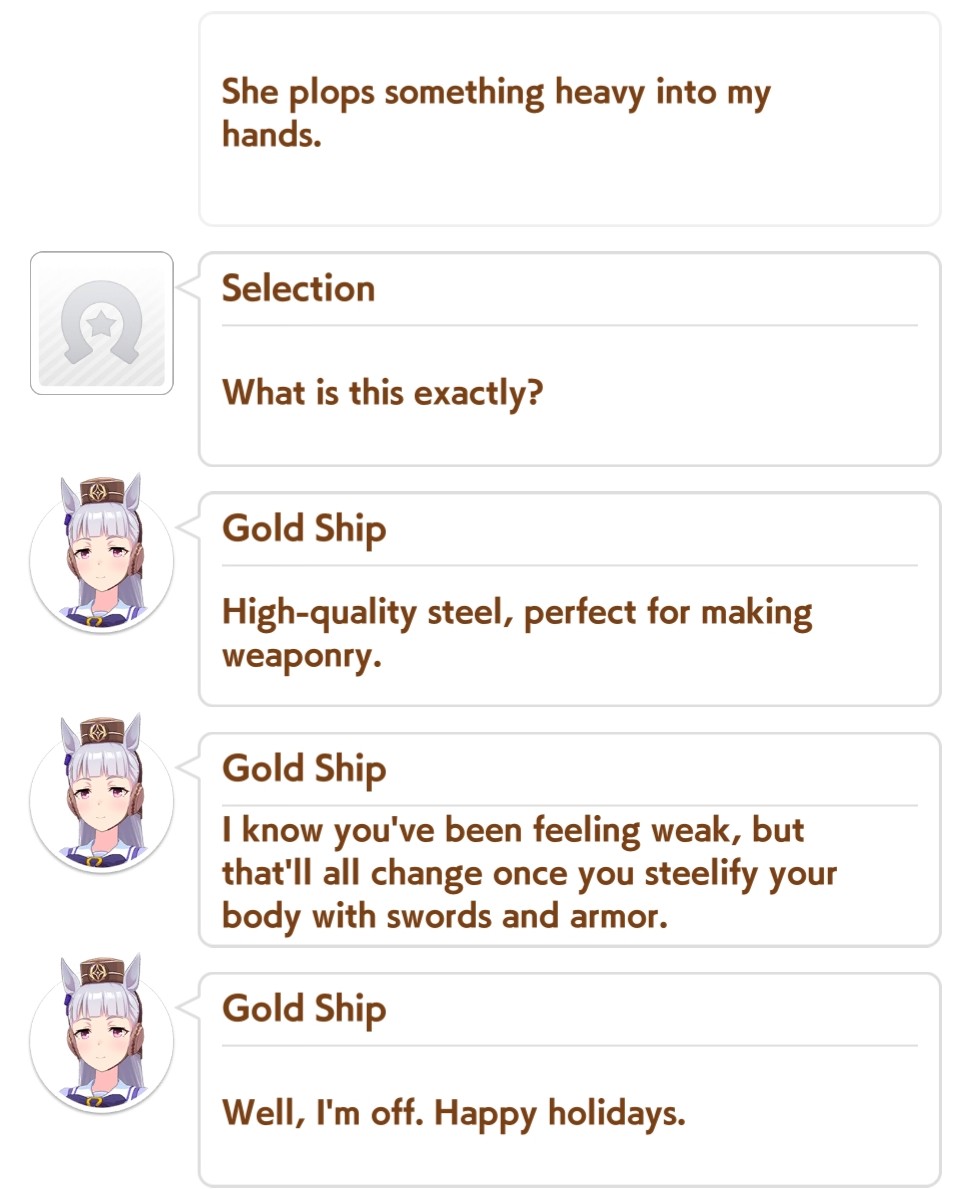 She plops something heavy into my
hands.
Selection
What is this exactly?
Gold Ship
High-quality steel, perfect for making
weaponry.
Gold Ship
I know you've been feeling weak, but
that'll all change once you steelify your
body with swords and armor.
Gold Ship
Well, I'm off. Happy holidays.